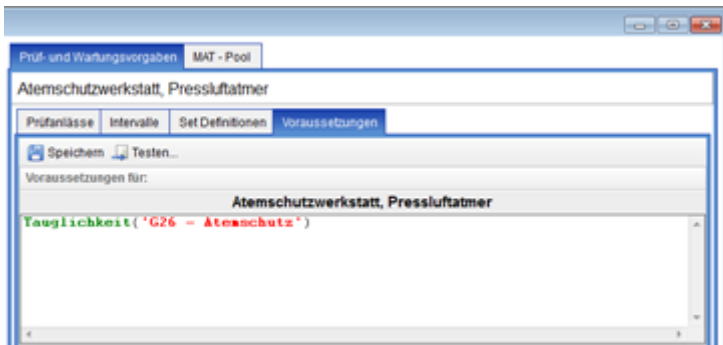 Prüf- und Wartungsvorgaben MAT - Pool
Atemschutzwerkstatt, Pressluftatmer
Prüfanlässe Intervalle Set Definitionen Voraussetzungen
Speichern Testen...
Voraussetzungen für:
Atemschutzwerkstatt, Pressluftatmer
Tauglichkeit('G26 - Atemschutz')